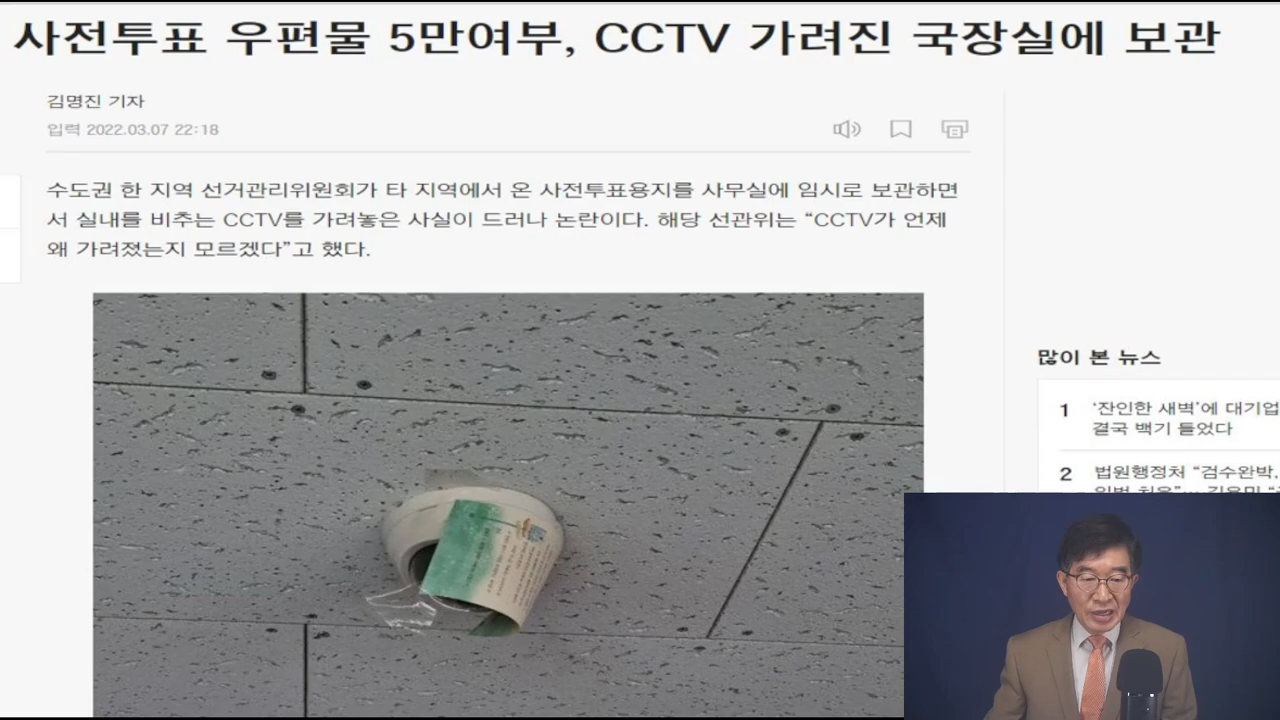 사전투표 우편물 5만여부, CCTV 가려진 국장실에 보관
김명진 기자
입력 2022.03.07 22:18
수도권 한 지역 선거관리위원회가 타 지역에서 온 사전투표용지를 사무실에 임시로 보관하면
서 실내를 비추는 CCTV를 가려놓은 사실이 드러나 논란이다. 해당 선관위는 “CCTV가 언제
왜 가려졌는지 모르겠다”고 했다.
많이 본 뉴스
1 ‘잔인한 새벽’에 대기업
결국 백기 들었다
2 법원행정처 “검수완박,